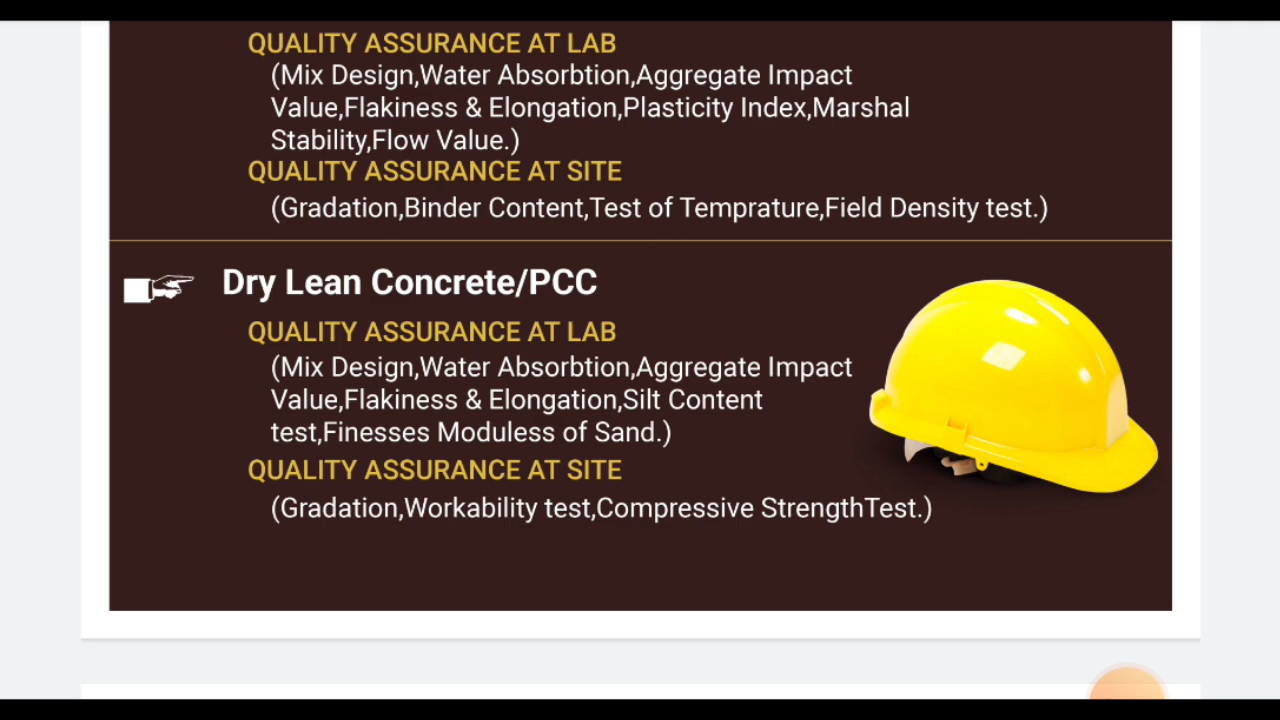 QUALITY ASSURANCE AT LAB
(Mix Design,Water Absorbtion,Aggregate Impact
Value,Flakiness & Elongation,Plasticity Index,Marshal
Stability,Flow Value.)
QUALITY ASSURANCE AT SITE
(Gradation,Binder Content,Test of Temprature,Field Density test.)
Dry Lean Concrete/PCC
QUALITY ASSURANCE AT LAB
(Mix Design,Water Absorbtion,Aggregate Impact
Value,Flakiness & Elongation,Silt Content
test,Finesses Moduless of Sand.)
QUALITY ASSURANCE AT SITE
(Gradation,Workability test,Compressive StrengthTest.)